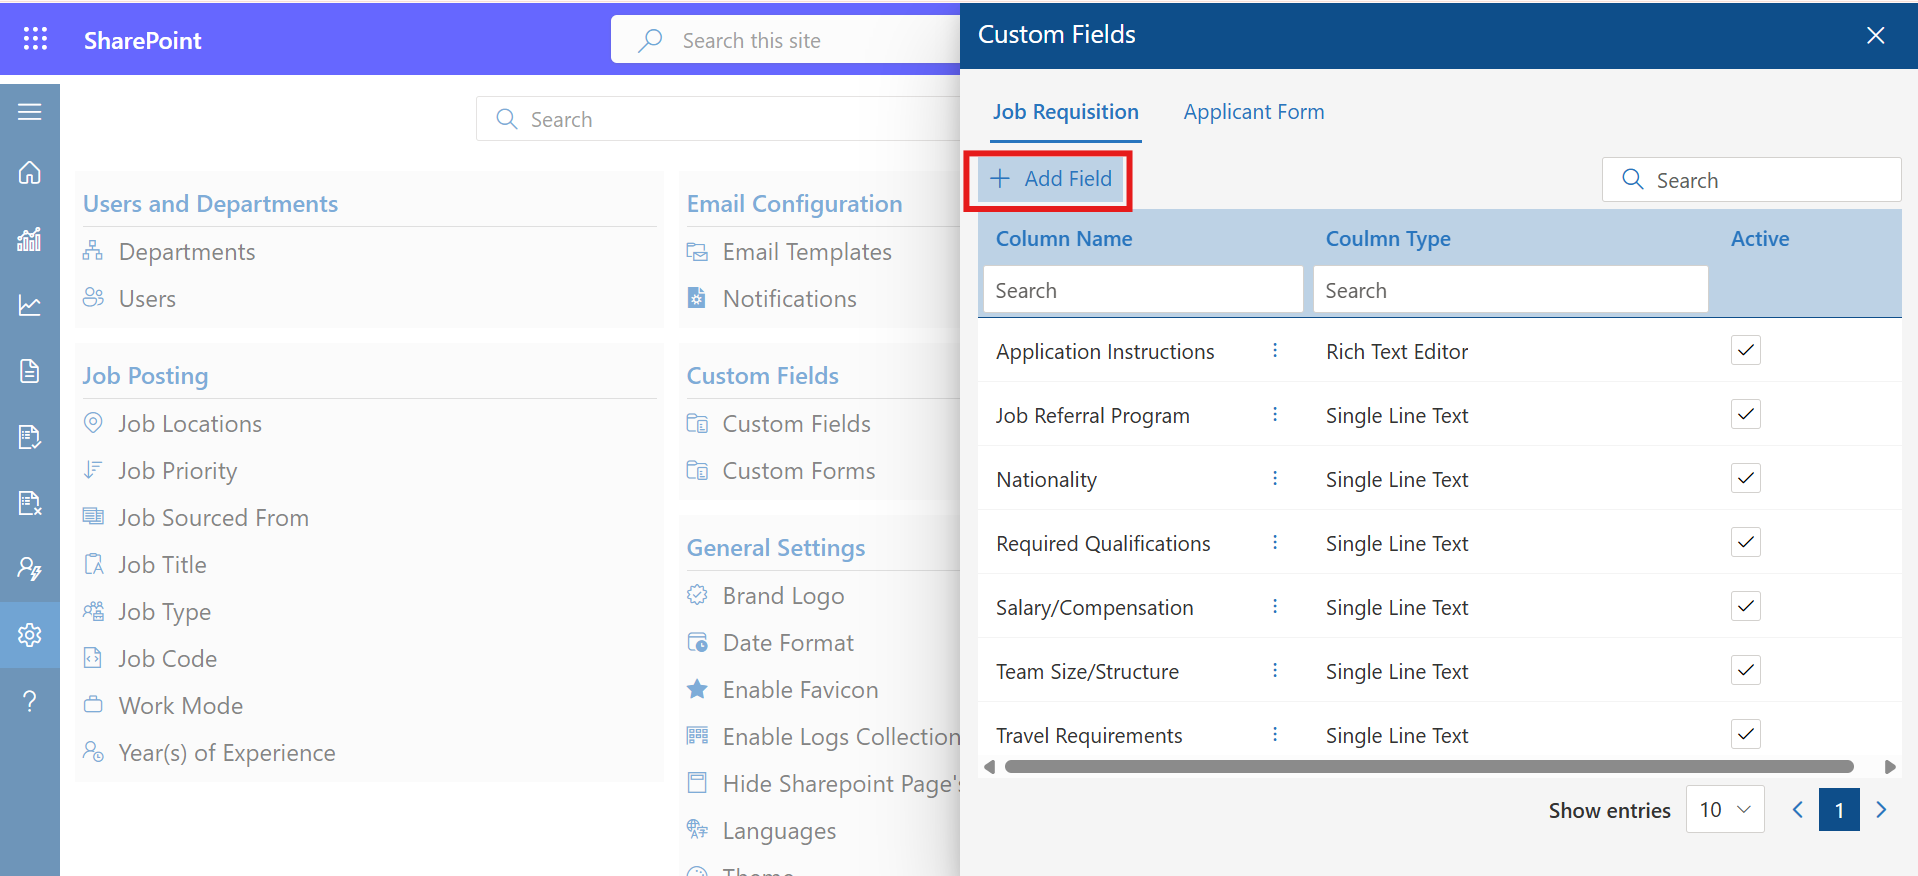 SharePoint
Search this site
Search
Users and Departments
Departments
Users
Job Posting
Job Locations
Job Priority
Job Sourced From
Job Title
Job Type
Job Code
Work Mode
Year(s) of Experience
Email Configuration
Email Templates
Notifications
Custom Fields
Custom Fields
Custom Forms
General Settings
Brand Logo
Date Format
Enable Favicon
Enable Logs Collection
Hide Sharepoint Page's
Languages
Theme
Custom Fields
Job Requisition Applicant Form
Add Field Search
Column Name Coulmn Type Active
Search Search
Application Instructions Rich Text Editor
Job Referral Program Single Line Text
Nationality Single Line Text
Required Qualifications Single Line Text
Salary/Compensation Single Line Text
Team Size/Structure Single Line Text
Travel Requirements Single Line Text
Show entries 10 1